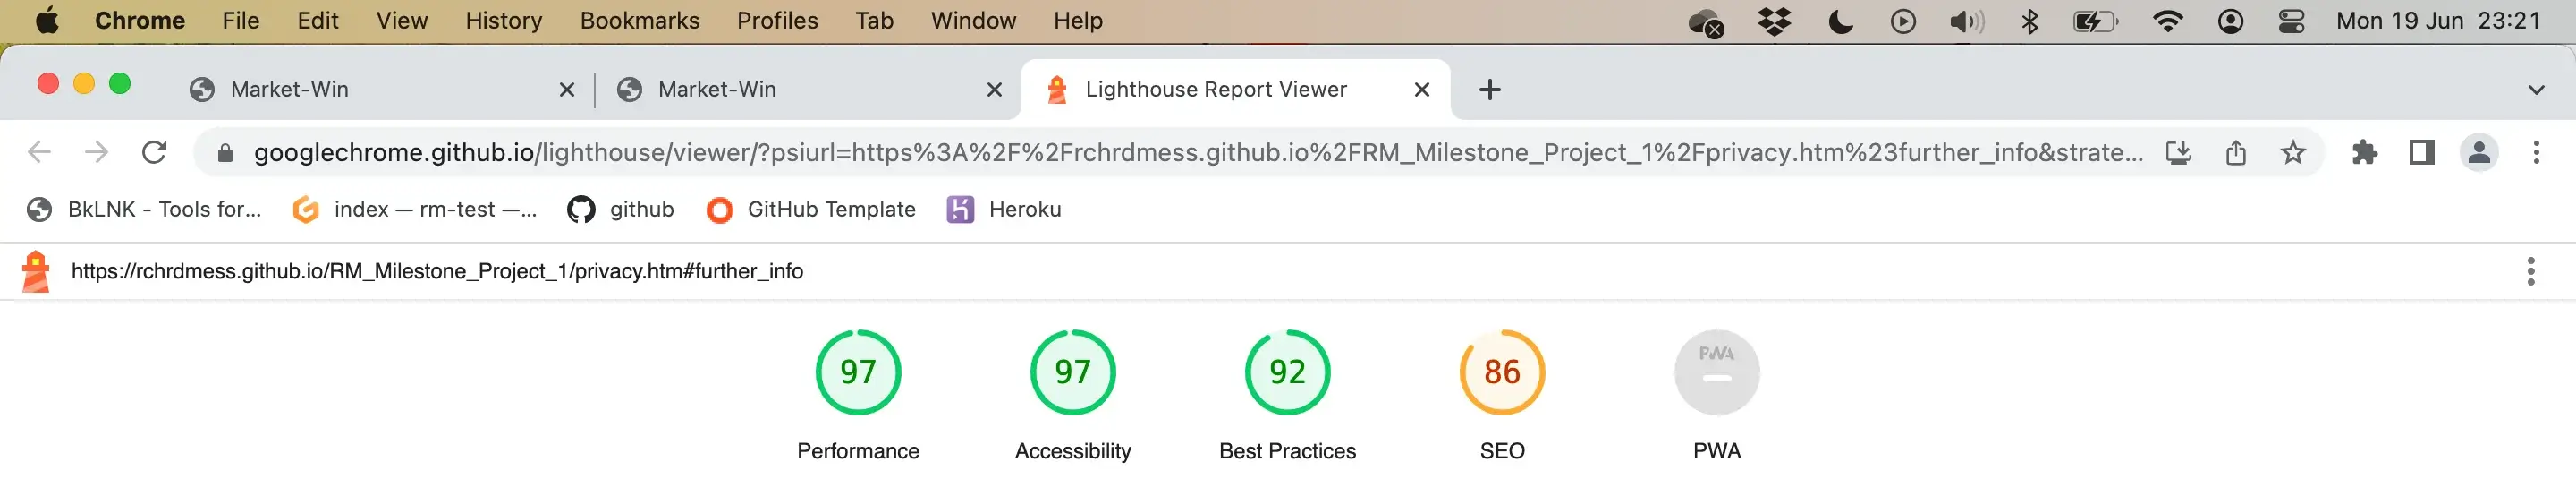 Chrome File Edit View History Bookmarks Profiles Tab Window Help Mon 19 Jun 23:21
Market-Win Market-Win Lighthouse Report Viewer
googlechrome.github.io/lighthouse/viewer/?psiurl=https%3A%2F%2Frchrdmess.github.io%2FRM_Milestone_Project_1%2Fprivacy.htm%23further_info&strate...
BkLNK - Tools for... index — rm-test —... github GitHub Template Heroku
https://rchrdmess.github.io/RM_Milestone_Project_1/privacy.htm#further_info
97 97 92 86 PWA
Performance Accessibility Best Practices SEO PWA